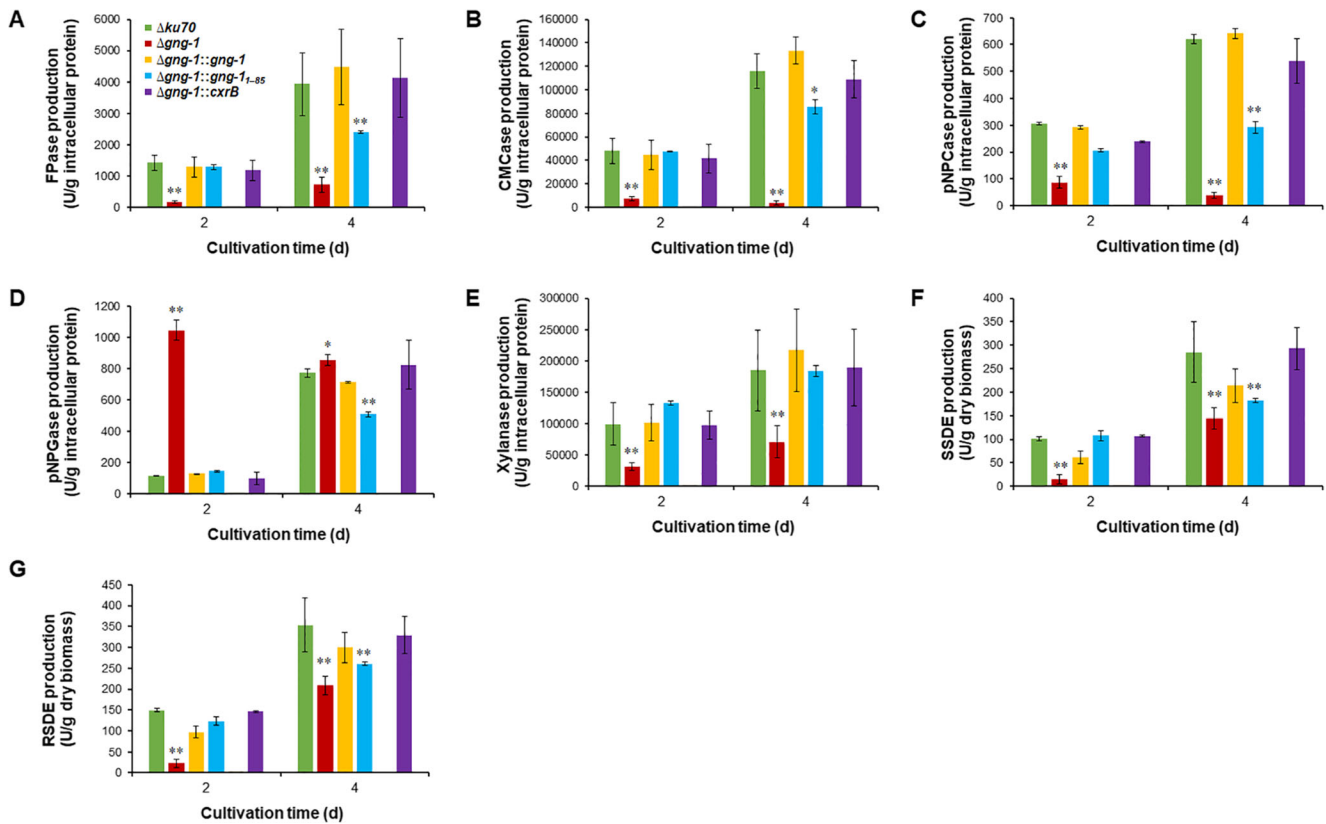 A
FPase production
(U/g intracellular protein)
6000
5000
4000
3000
2000
1000
0
Δku70
Δgng-1
Δgng-1::gng-1
Δgng-1::gng-1₁₋₈₅
Δgng-1::cxrB
**
**
**
2
4
Cultivation time (d)
B
CMCase production
(U/g intracellular protein)
160000
140000
120000
100000
80000
60000
40000
20000
0
**
**
*
2
4
Cultivation time (d)
C
pNPCase production
(U/g intracellular protein)
700
600
500
400
300
200
100
0
**
**
**
2
4
Cultivation time (d)
D
pNPGase production
(U/g intracellular protein)
1200
1000
800
600
400
200
0
**
*
**
2
4
Cultivation time (d)
E
Xylanase production
(U/g intracellular protein)
300000
250000
200000
150000
100000
50000
0
**
**
2
4
Cultivation time (d)
F
SSDE production
(U/g dry biomass)
400
350
300
250
200
150
100
50
0
**
**
**
2
4
Cultivation time (d)
G
RSDE production
(U/g dry biomass)
450
400
350
300
250
200
150
100
50
0
**
**
**
2
4
Cultivation time (d)